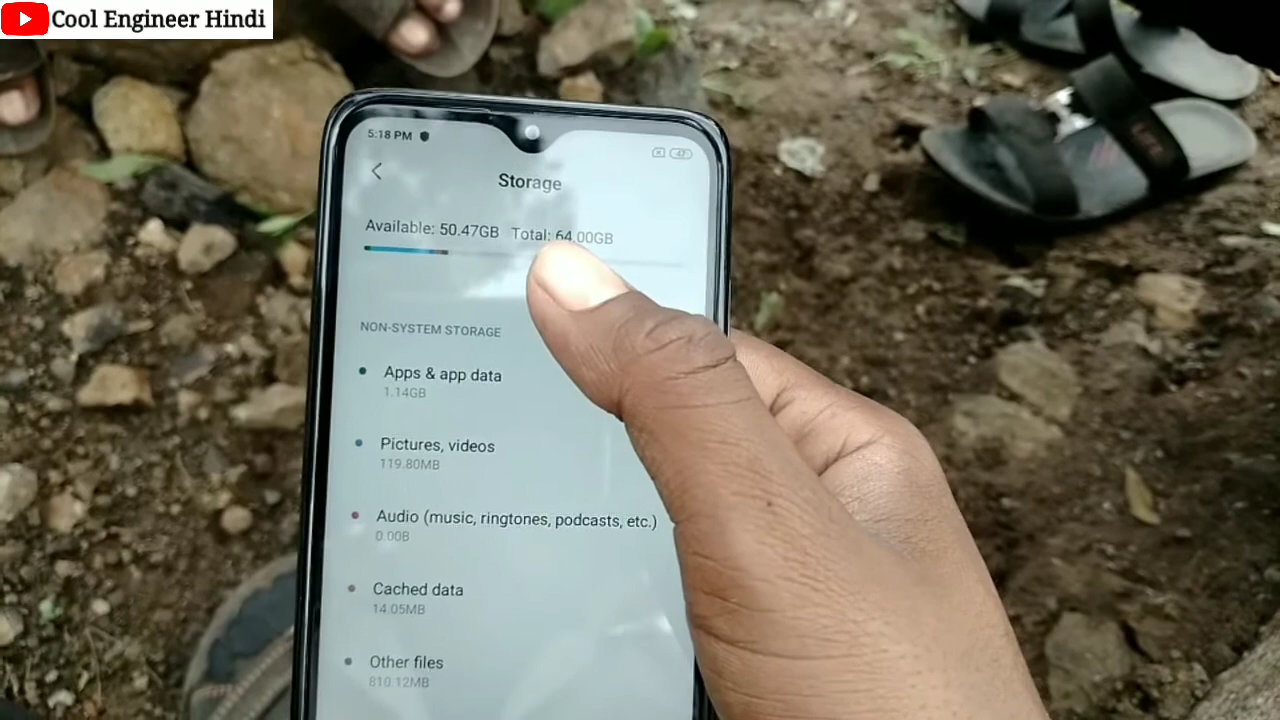 Cool Engineer Hindi
5:18 PM
47
Storage
Available: 50.47GB Total: 64.00GB
NON-SYSTEM STORAGE
Apps & app data
1.14GB
Pictures, videos
119.80MB
Audio (music, ringtones, podcasts, etc.)
0.00B
Cached data
14.05MB
Other files
810.12MB